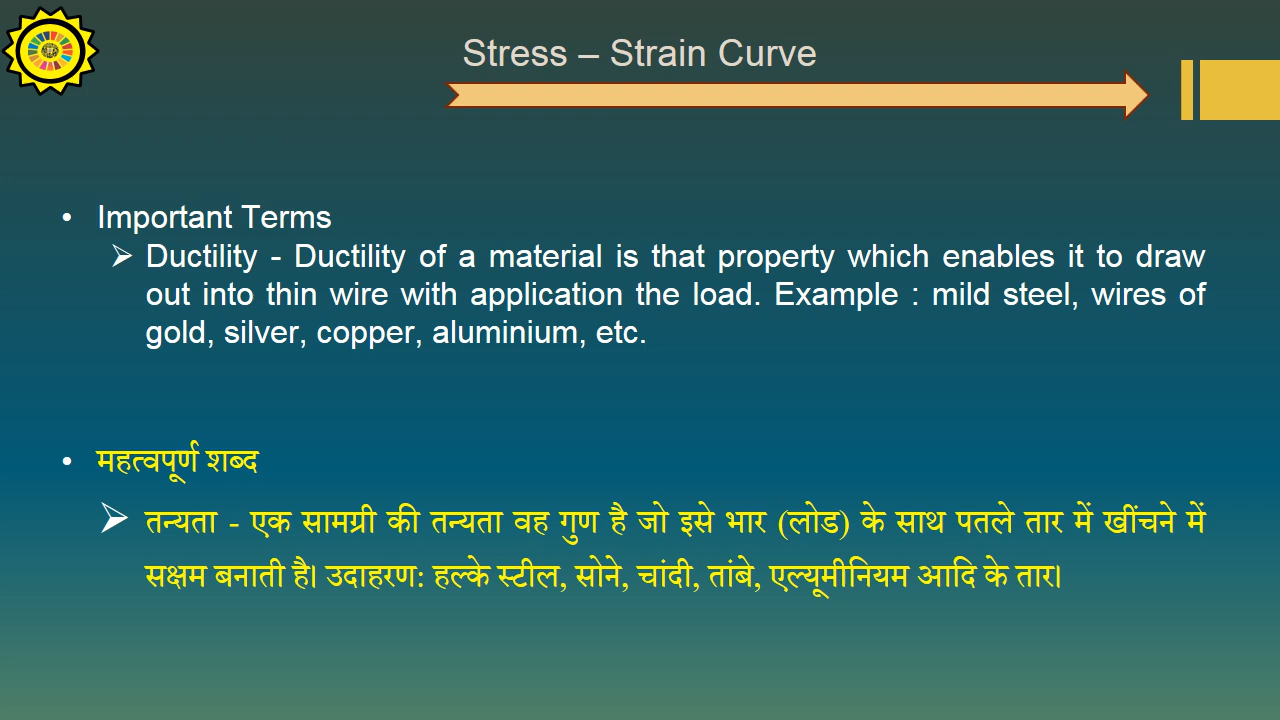 Stress – Strain Curve
• Important Terms
➢ Ductility - Ductility of a material is that property which enables it to draw
out into thin wire with application the load. Example : mild steel, wires of
gold, silver, copper, aluminium, etc.
• महत्वपूर्ण शब्द
➢ तन्यता - एक सामग्री की तन्यता वह गुण है जो इसे भार (लोड) के साथ पतले तार में खींचने में
सक्षम बनाती है। उदाहरण: हल्के स्टील, सोने, चांदी, तांबे, एल्यूमीनियम आदि के तार।